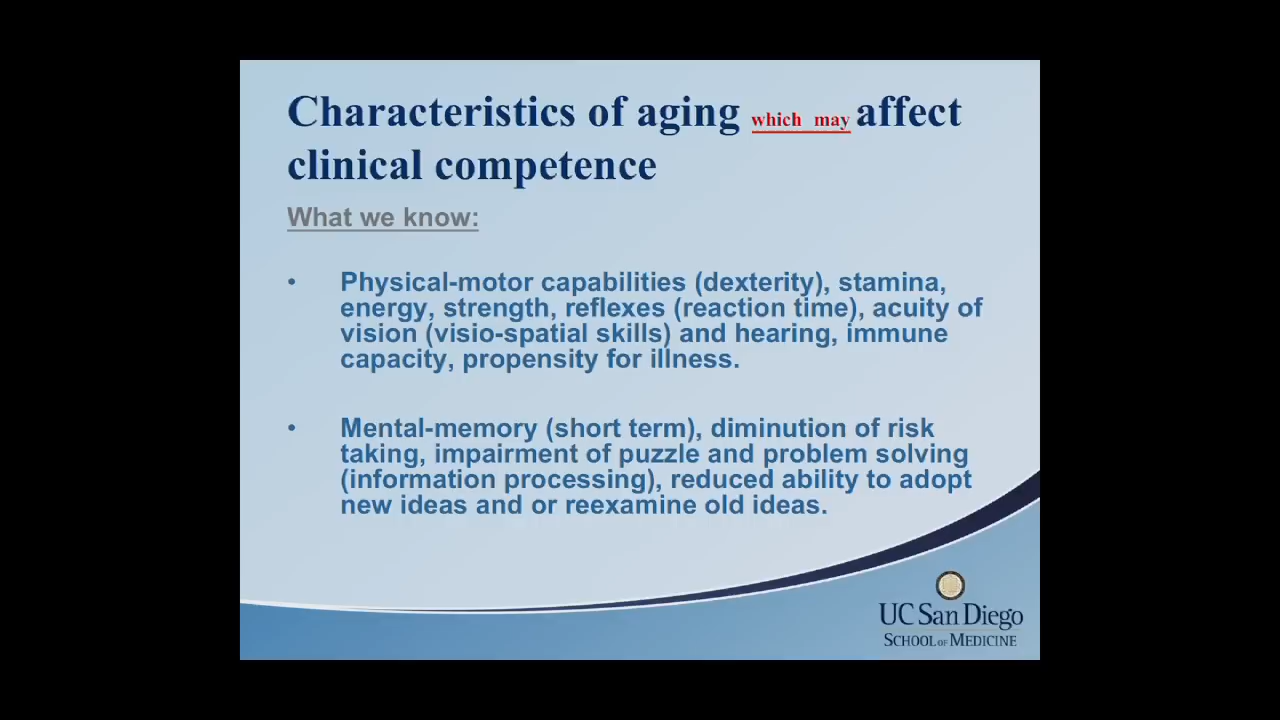 Characteristics of aging which may affect
clinical competence
What we know:
• Physical-motor capabilities (dexterity), stamina,
energy, strength, reflexes (reaction time), acuity of
vision (visio-spatial skills) and hearing, immune
capacity, propensity for illness.
• Mental-memory (short term), diminution of risk
taking, impairment of puzzle and problem solving
(information processing), reduced ability to adopt
new ideas and or reexamine old ideas.
UC San Diego
SCHOOL OF MEDICINE